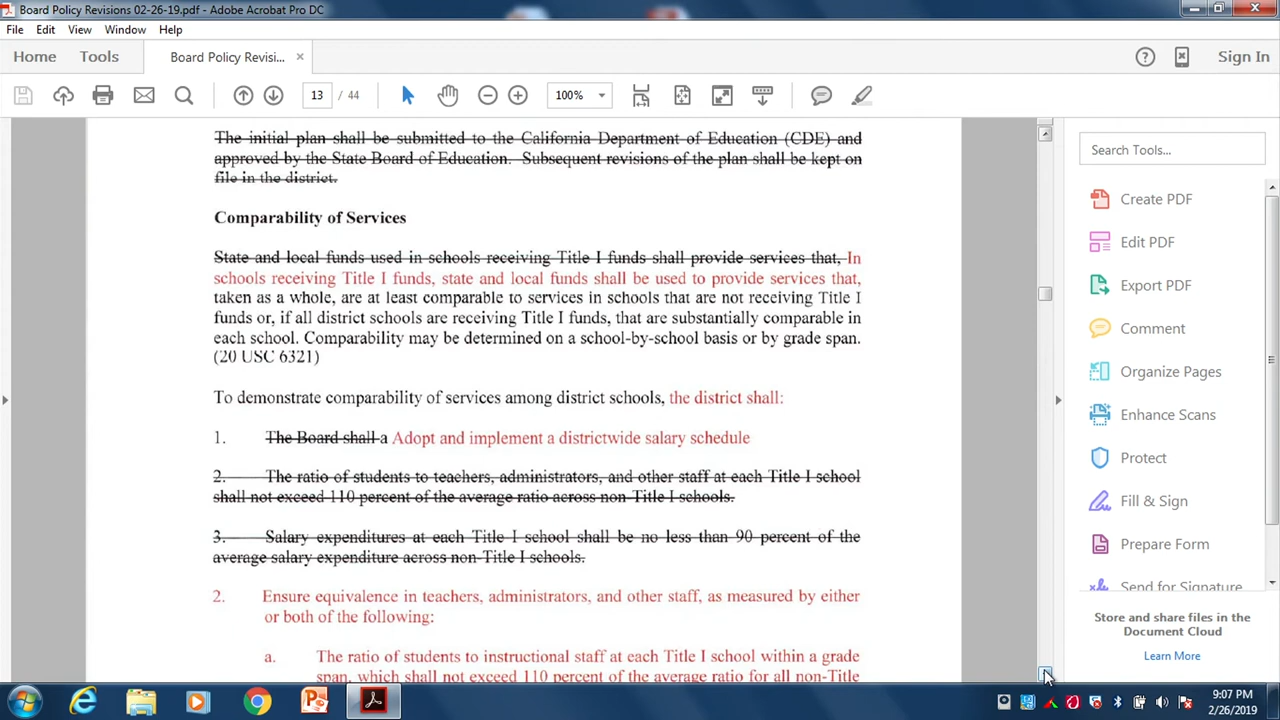 Board Policy Revisions 02-26-19.pdf - Adobe Acrobat Pro DC
File Edit View Window Help
Home Tools Board Policy Revisi... × Sign In
13 / 44 100%
The initial plan shall be submitted to the California Department of Education (CDE) and
approved by the State Board of Education. Subsequent revisions of the plan shall be kept on
file in the district.
Comparability of Services
State and local funds used in schools receiving Title I funds shall provide services that, In
schools receiving Title I funds, state and local funds shall be used to provide services that,
taken as a whole, are at least comparable to services in schools that are not receiving Title I
funds or, if all district schools are receiving Title I funds, that are substantially comparable in
each school. Comparability may be determined on a school-by-school basis or by grade span.
(20 USC 6321)
To demonstrate comparability of services among district schools, the district shall:
1. The Board shall a Adopt and implement a districtwide salary schedule
2. The ratio of students to teachers, administrators, and other staff at each Title I school
shall not exceed 110 percent of the average ratio across non-Title I schools.
3. Salary expenditures at each Title I school shall be no less than 90 percent of the
average salary expenditure across non-Title I schools.
2. Ensure equivalence in teachers, administrators, and other staff, as measured by either
or both of the following:
a. The ratio of students to instructional staff at each Title I school within a grade
span, which shall not exceed 110 percent of the average ratio for all non-Title
Search Tools...
Create PDF
Edit PDF
Export PDF
Comment
Organize Pages
Enhance Scans
Protect
Fill & Sign
Prepare Form
Send for Signature
Store and share files in the
Document Cloud
Learn More
9:07 PM
2/26/2019